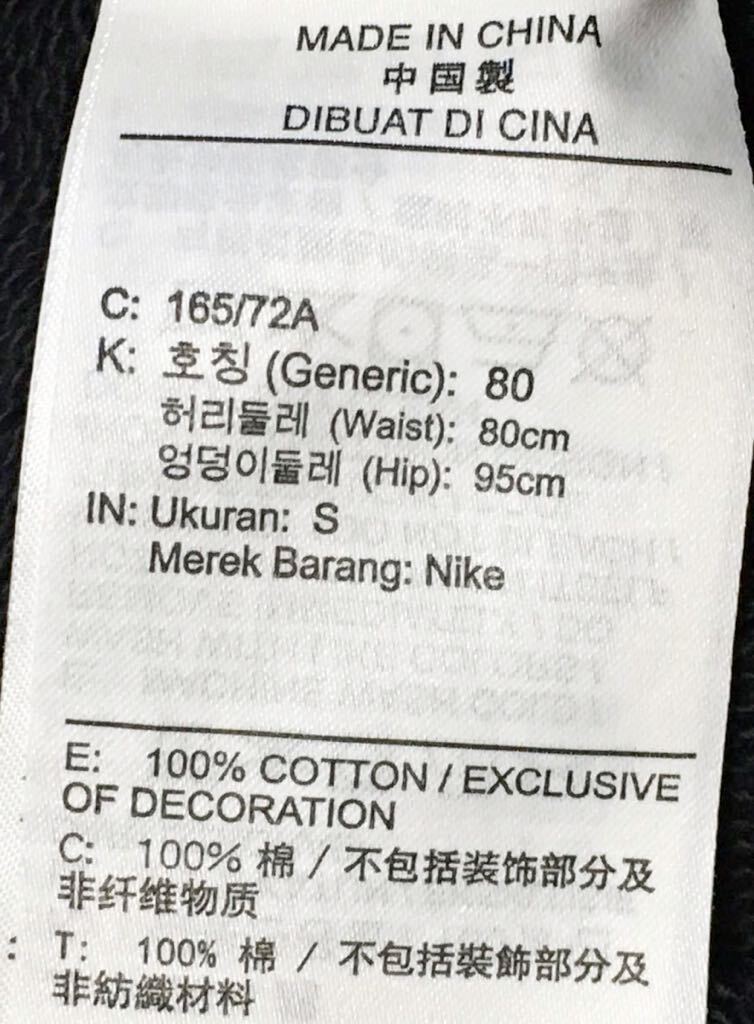 MADE IN CHINA
中国製
DIBUAT DI CINA
C: 165/72A
K: 호칭 (Generic): 80
허리둘레 (Waist): 80cm
엉덩이둘레 (Hip): 95cm
IN: Ukuran: S
Merek Barang: Nike
E: 100% COTTON / EXCLUSIVE
OF DECORATION
C: 100% 棉 / 不包括装饰部分及
非纤维物质
: T: 100% 棉 / 不包括裝飾部分及
非紡織材料